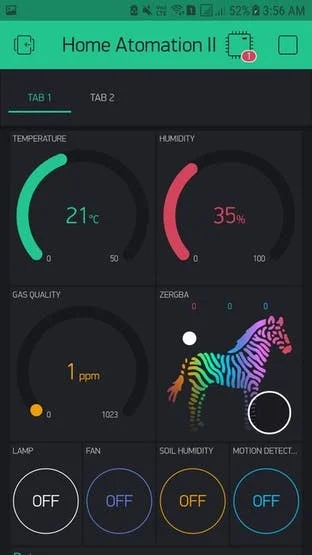 52% 3:56 AM
Home Atomation II
1
TAB 1 TAB 2
TEMPERATURE
21°C
0 50
HUMIDITY
35%
0 100
GAS QUALITY
1 ppm
0 1023
ZERGBA
0 0 0
LAMP
OFF
FAN
OFF
SOIL HUMIDITY
OFF
MOTION DETECT...
OFF